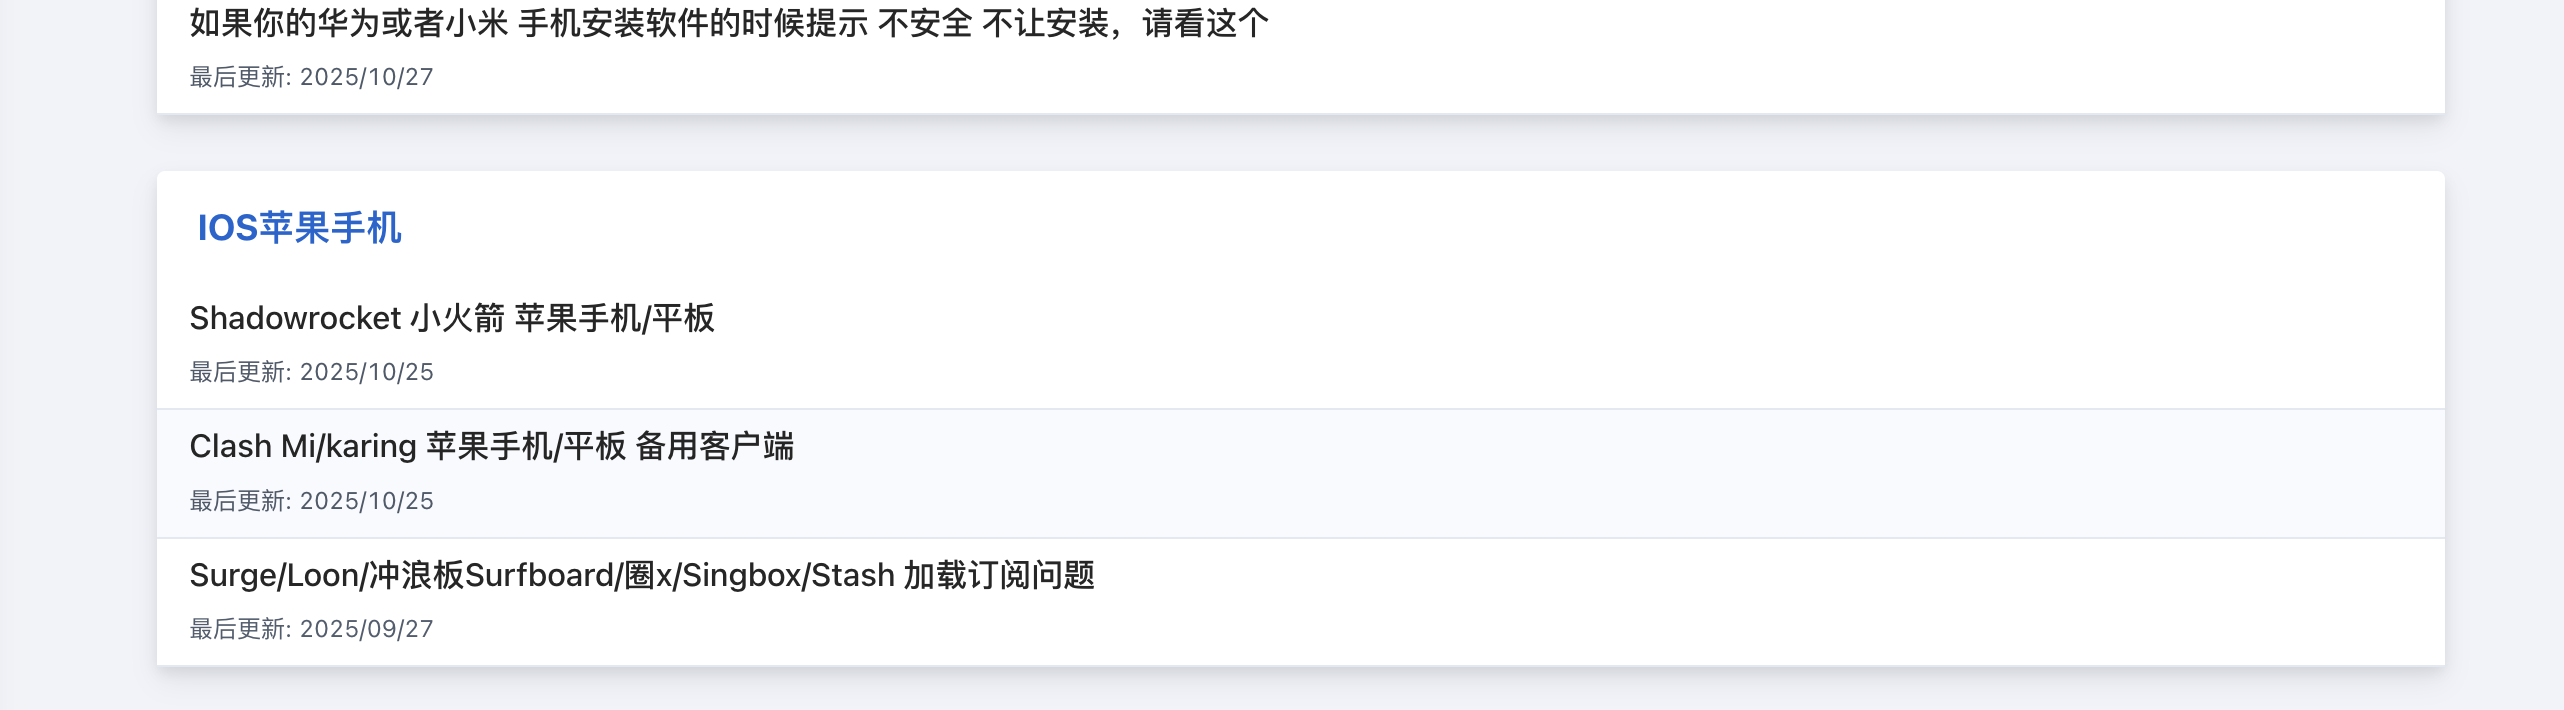 如果你的华为或者小米 手机安装软件的时候提示 不安全 不让安装，请看这个
最后更新: 2025/10/27
IOS苹果手机
Shadowrocket 小火箭 苹果手机/平板
最后更新: 2025/10/25
Clash Mi/karing 苹果手机/平板 备用客户端
最后更新: 2025/10/25
Surge/Loon/冲浪板Surfboard/圈x/Singbox/Stash 加载订阅问题
最后更新: 2025/09/27